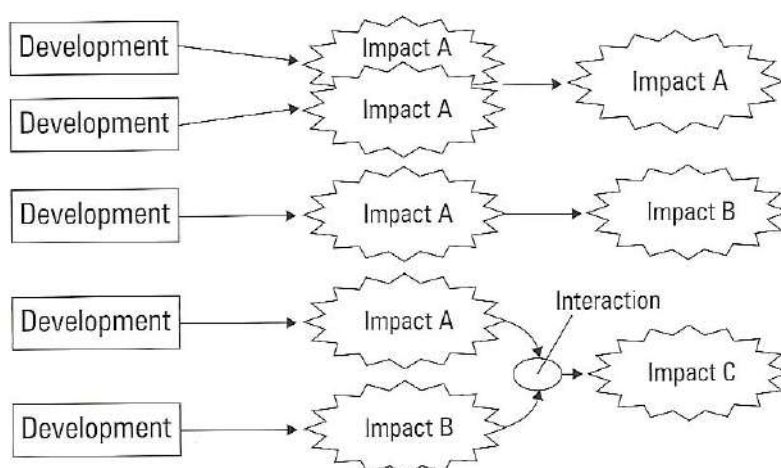 Development
Impact A
Impact A
Development
Impact A
Development
Impact A
Impact B
Development
Impact A
Interaction
Impact C
Development
Impact B